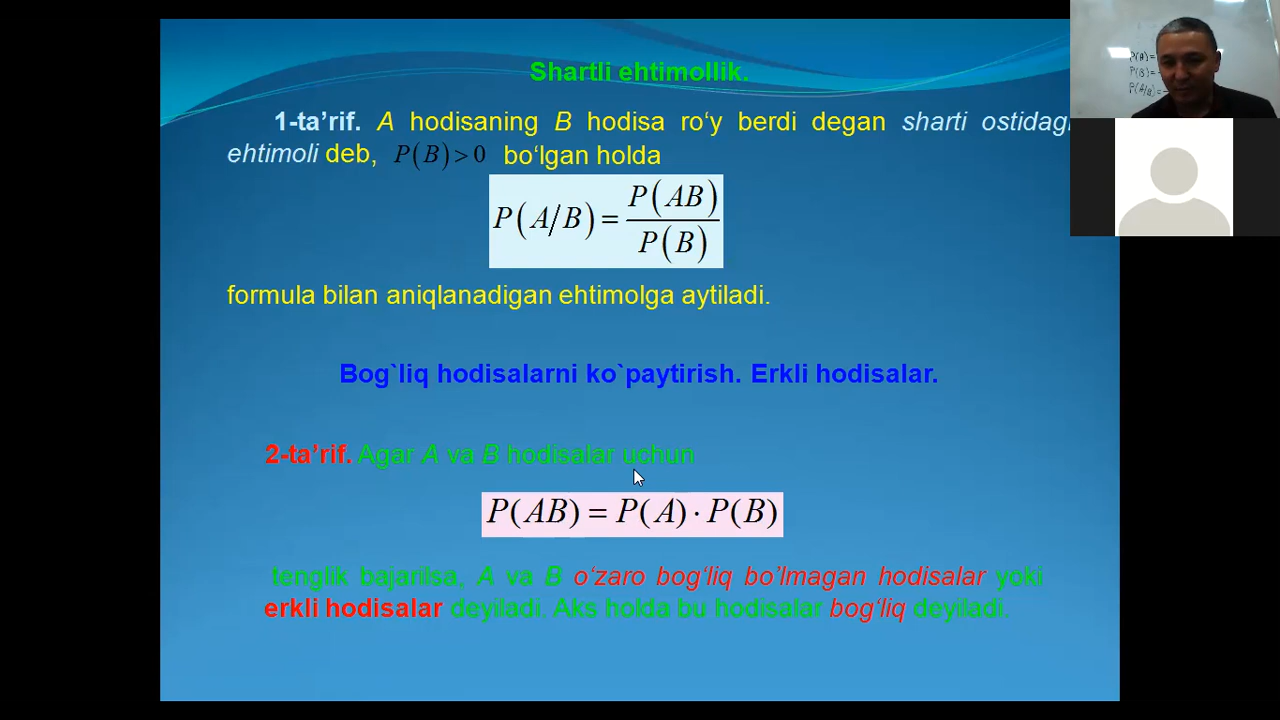 Shartli ehtimollik.
1-ta’rif. A hodisaning B hodisa ro‘y berdi degan sharti ostidagi
ehtimoli deb, P(B)>0 bo‘lgan holda
P(A/B) = P(AB)/P(B)
formula bilan aniqlanadigan ehtimolga aytiladi.
Bog`liq hodisalarni ko`paytirish. Erkli hodisalar.
2-ta’rif. Agar A va B hodisalar uchun
P(AB) = P(A)·P(B)
tenglik bajarilsa, A va B o‘zaro bog‘liq bo’lmagan hodisalar yoki
erkli hodisalar deyiladi. Aks holda bu hodisalar bog‘liq deyiladi.
P(A)=
P(B)=
P(A/B)=